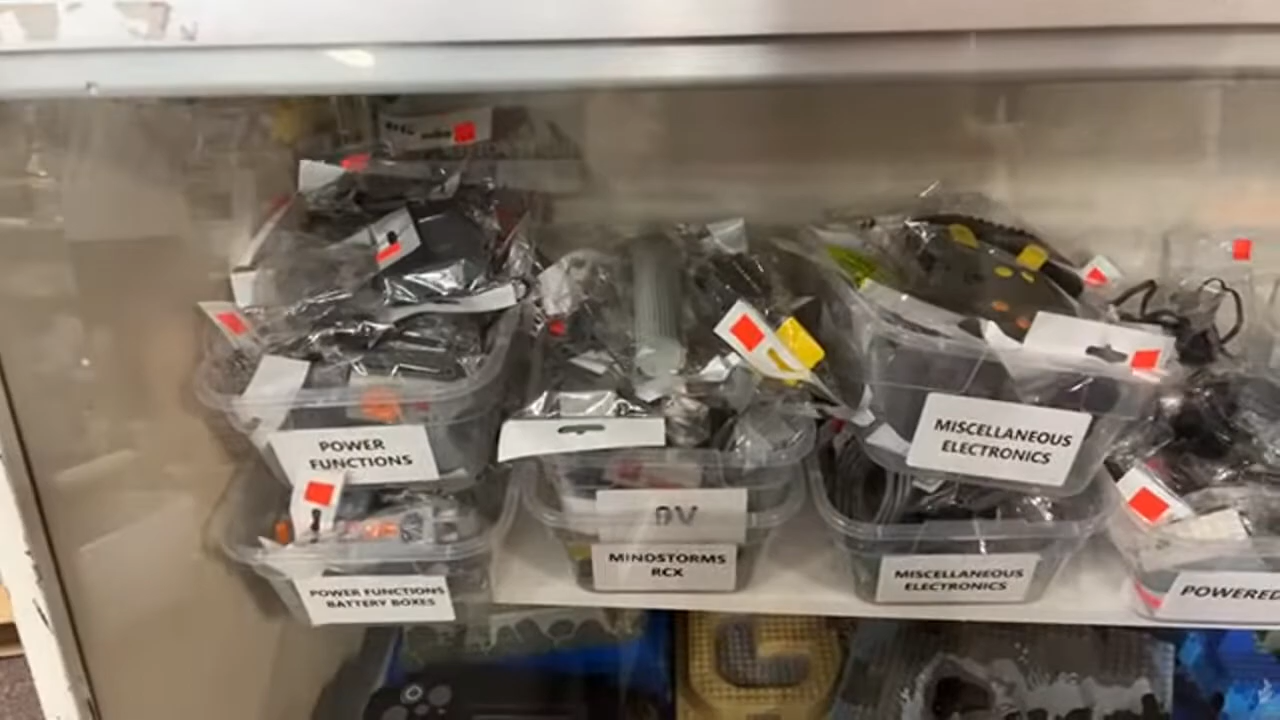 POWER
FUNCTIONS
MISCELLANEOUS
ELECTRONICS
9V
MINDSTORMS
RCX
POWER FUNCTIONS
BATTERY BOXES
MISCELLANEOUS
ELECTRONICS
POWERED